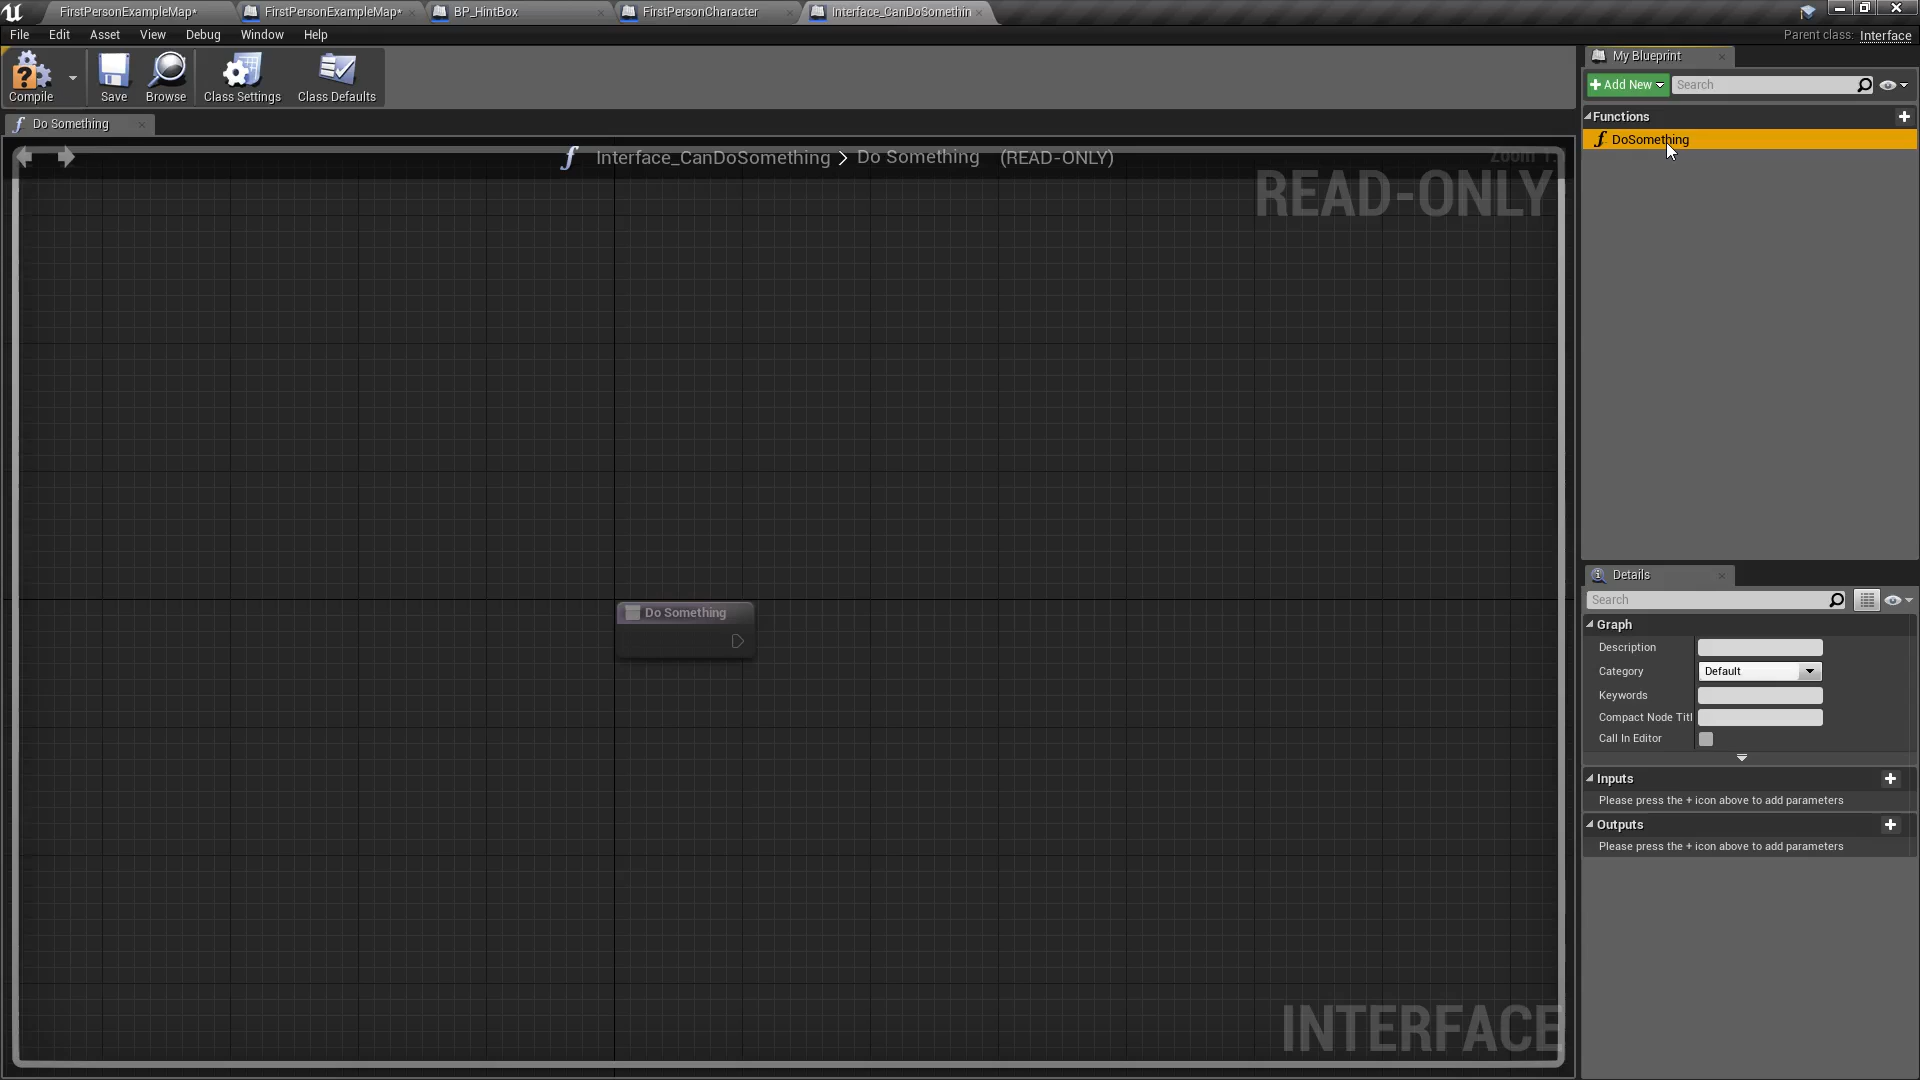 FirstPersonExampleMap*
FirstPersonExampleMap*
BP_HintBox
FirstPersonCharacter
Interface_CanDoSomethin
File
Edit
Asset
View
Debug
Window
Help
Parent class: Interface
Compile
Save
Browse
Class Settings
Class Defaults
My Blueprint
Add New
Search
Do Something
Functions
DoSomething
Interface_CanDoSomething > Do Something (READ-ONLY)
Zoom 1:
READ-ONLY
Do Something
INTERFACE
Details
Search
Graph
Description
Category
Default
Keywords
Compact Node Titl
Call In Editor
Inputs
Please press the + icon above to add parameters
Outputs
Please press the + icon above to add parameters